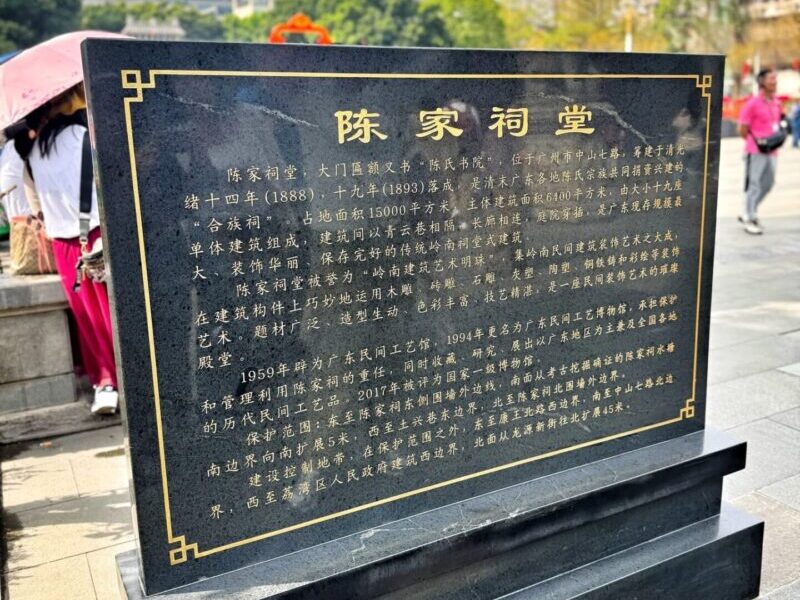 陈家祠堂
陈家祠堂，大门匾额又书“陈氏书院”，位于广州市中山七路，筹建于清光
绪十四年(1888)，十九年(1893)落成，是清末广东各地陈氏宗族共同捐资兴建的
“合族祠”，占地面积15000平方米，主体建筑面积6400平方米，由大小十九座
单体建筑组成，建筑间以青云巷相隔，长廊相连，庭院穿插，是广东现存规模最
大、装饰华丽、保存完好的传统岭南祠堂式建筑。
陈家祠堂被誉为“岭南建筑艺术明珠”，集岭南民间建筑装饰艺术之大成，
在建筑构件上巧妙地运用木雕、砖雕、石雕、灰塑、陶塑、铜铁铸和彩绘等装饰
艺术。题材广泛、造型生动、色彩丰富、技艺精湛，是一座民间装饰艺术的璀璨
殿堂。
1959年辟为广东民间工艺馆，1994年更名为广东民间工艺博物馆，承担保护
和管理利用陈家祠的重任，同时收藏、研究、展出以广东地区为主兼及全国各地
的历代民间工艺品，2017年被评为国家一级博物馆。
保护范围：东至陈家祠东侧围墙外边线，南面从考古挖掘确证的陈家祠水塘
南边界向南扩展5米，西至土兴巷东边界，北至陈家祠北围墙外边界。
建设控制地带：在保护范围之外，东至康王北路西边界，南至中山七路北边
界，西至荔湾区人民政府建筑西边界，北面从龙源新街往北扩展45米。